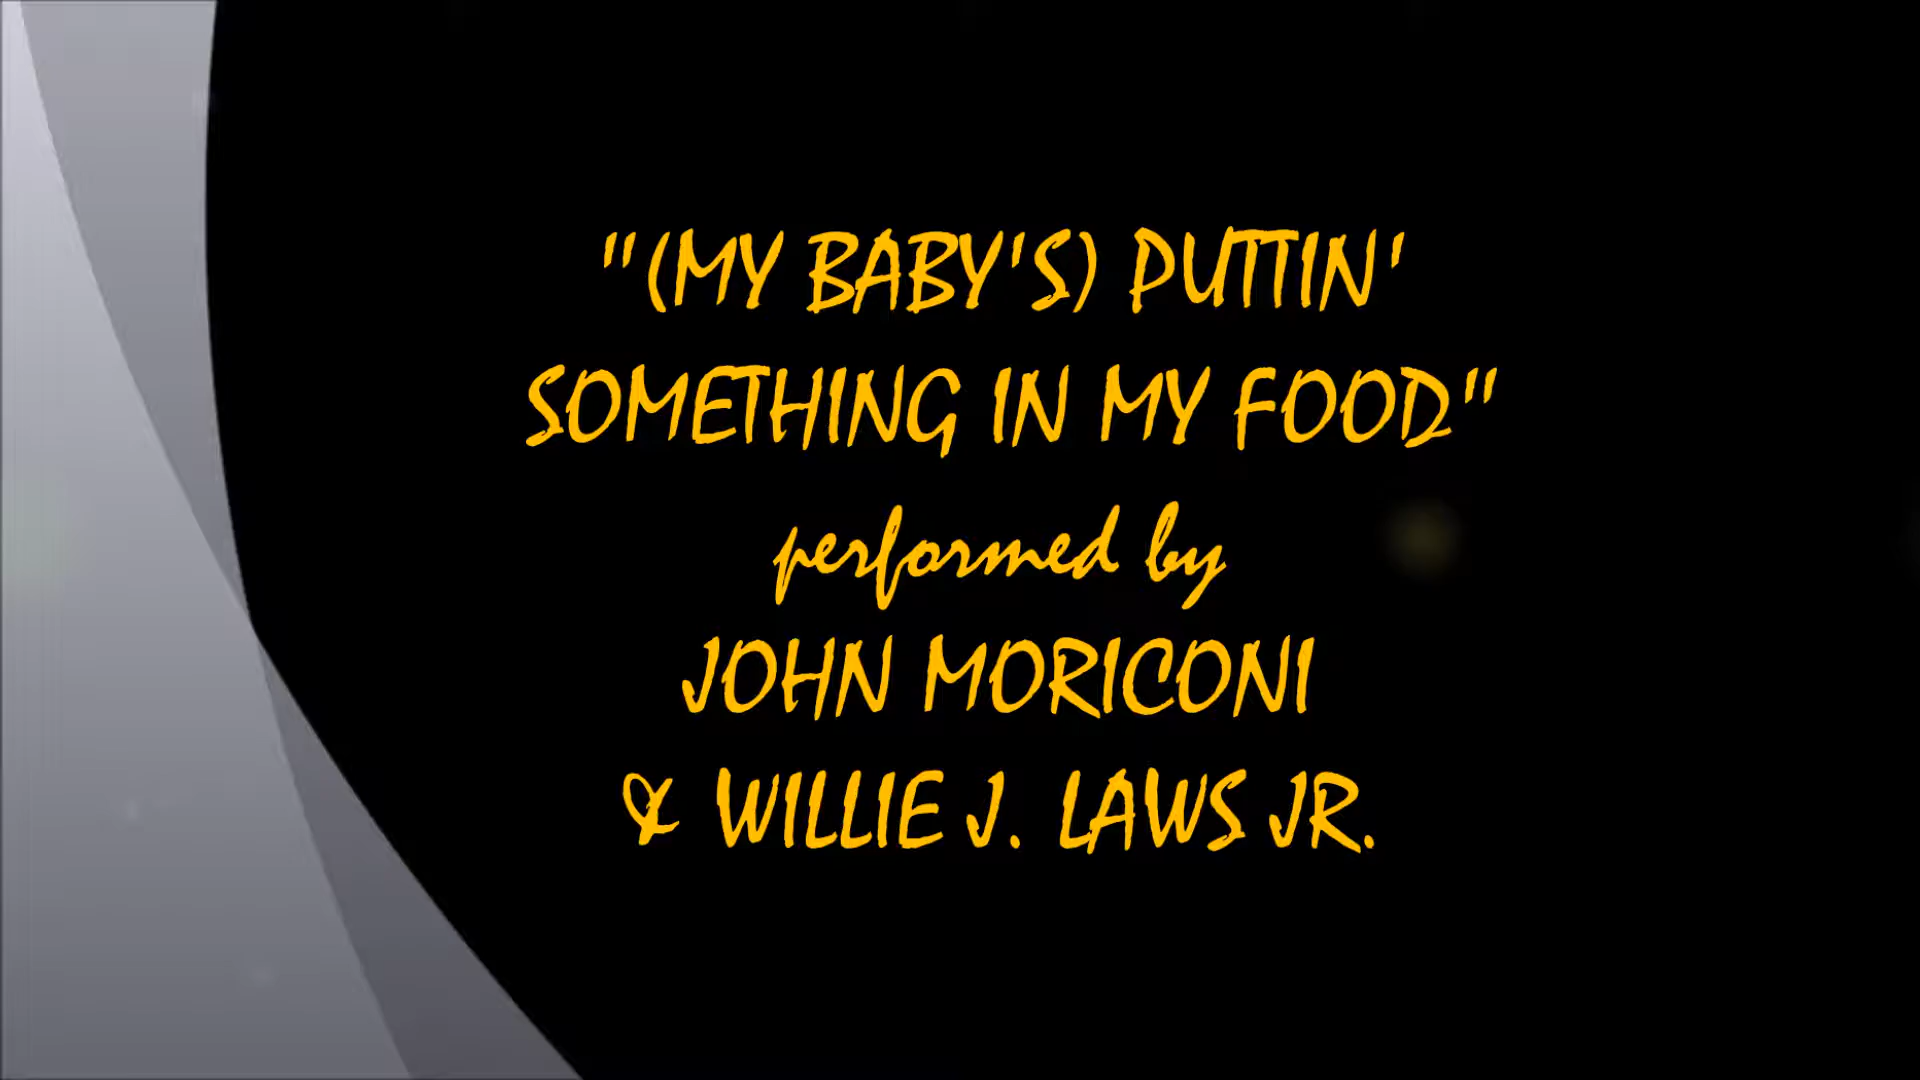 "(MY BABY'S) PUTTIN'
SOMETHING IN MY FOOD"
performed by
JOHN MORICONI
& WILLIE J. LAWS JR.